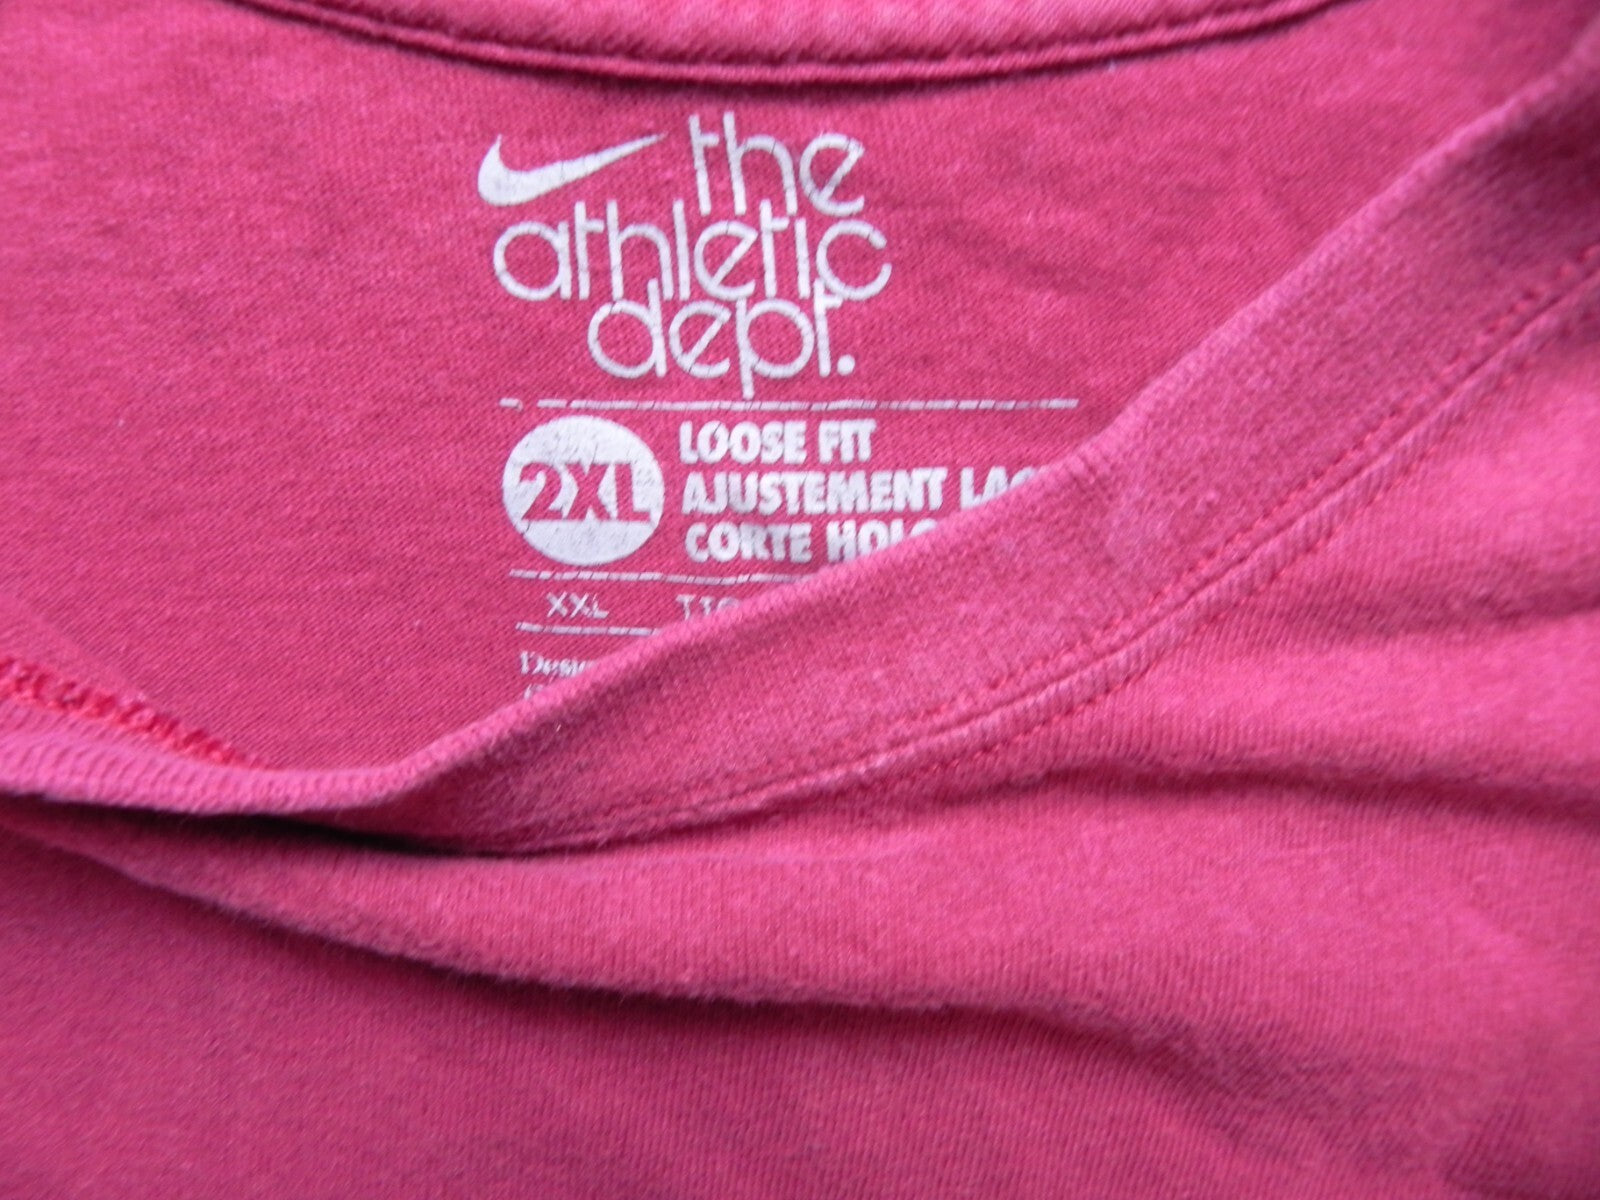 the
athletic
dept.
2XL
LOOSE FIT
AJUSTEMENT
CORTE
XXL